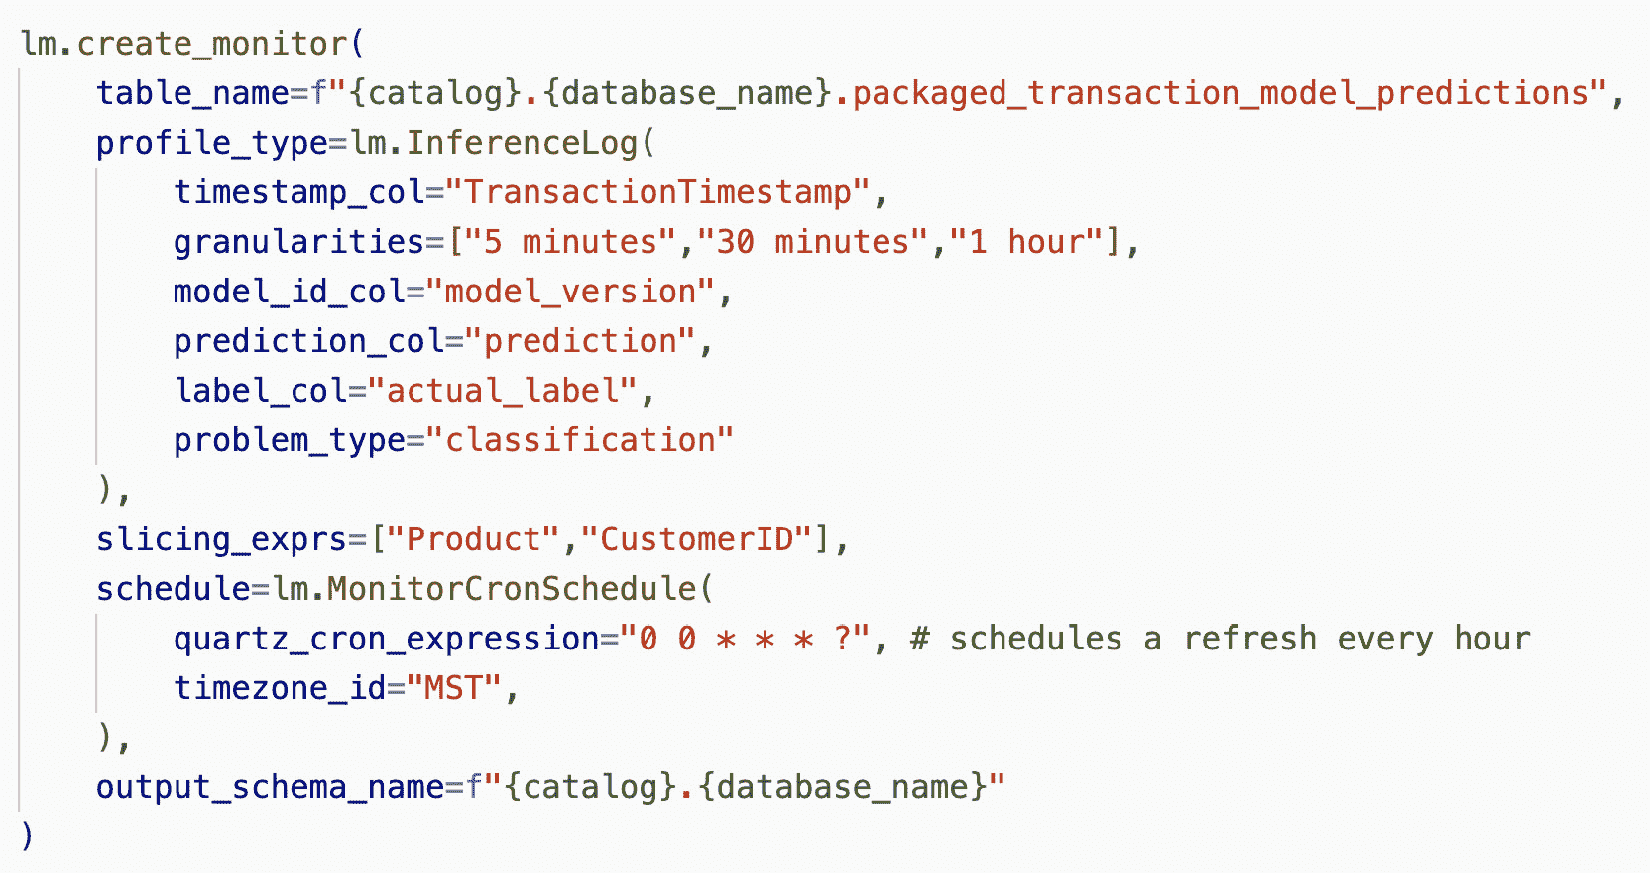 lm.create_monitor(
    table_name=f"{catalog}.{database_name}.packaged_transaction_model_predictions",
    profile_type=lm.InferenceLog(
        timestamp_col="TransactionTimestamp",
        granularities=["5 minutes","30 minutes","1 hour"],
        model_id_col="model_version",
        prediction_col="prediction",
        label_col="actual_label",
        problem_type="classification"
    ),
    slicing_exprs=["Product","CustomerID"],
    schedule=lm.MonitorCronSchedule(
        quartz_cron_expression="0 0 * * * ?", # schedules a refresh every hour
        timezone_id="MST",
    ),
    output_schema_name=f"{catalog}.{database_name}"
)